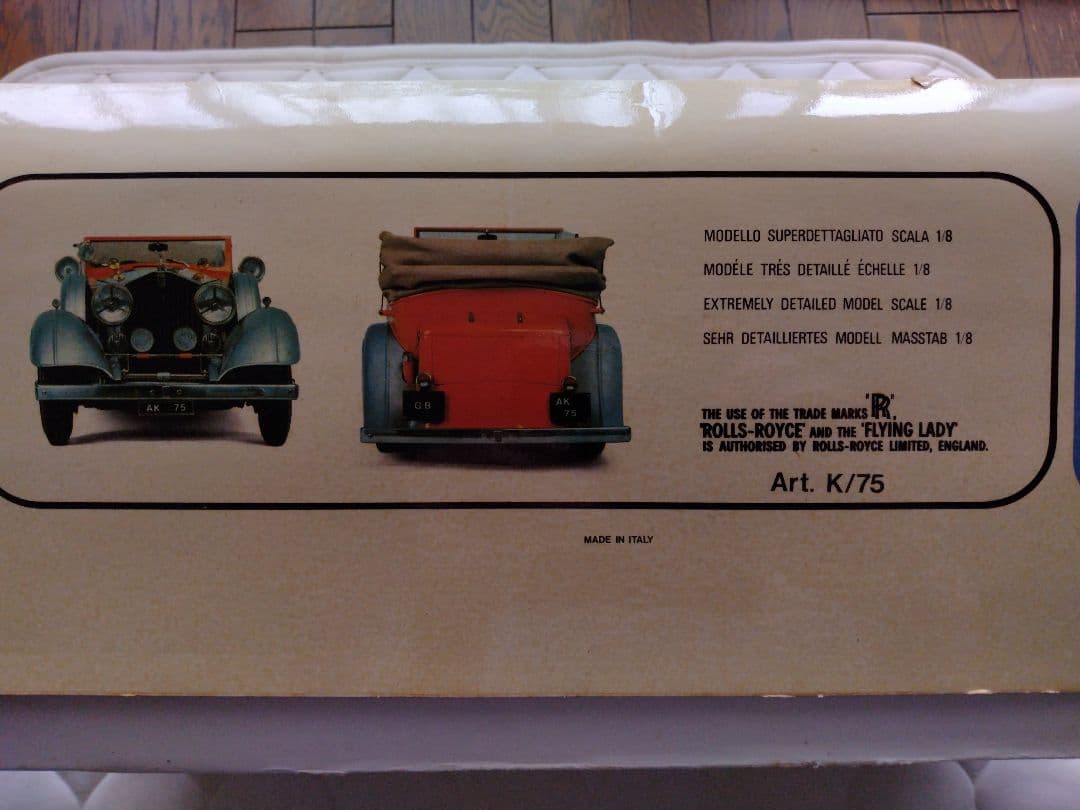 MODELLO SUPERDETTAGLIATO SCALA 1/8
MODÉLE TRÉS DETAILLÉ ÉCHELLE 1/8
EXTREMELY DETAILED MODEL SCALE 1/8
SEHR DETAILLIERTES MODELL MASSTAB 1/8
AK 75
GB
AK
75
THE USE OF THE TRADE MARKS 'RR',
'ROLLS-ROYCE' AND THE 'FLYING LADY'
IS AUTHORISED BY ROLLS-ROYCE LIMITED, ENGLAND.
Art. K/75
MADE IN ITALY